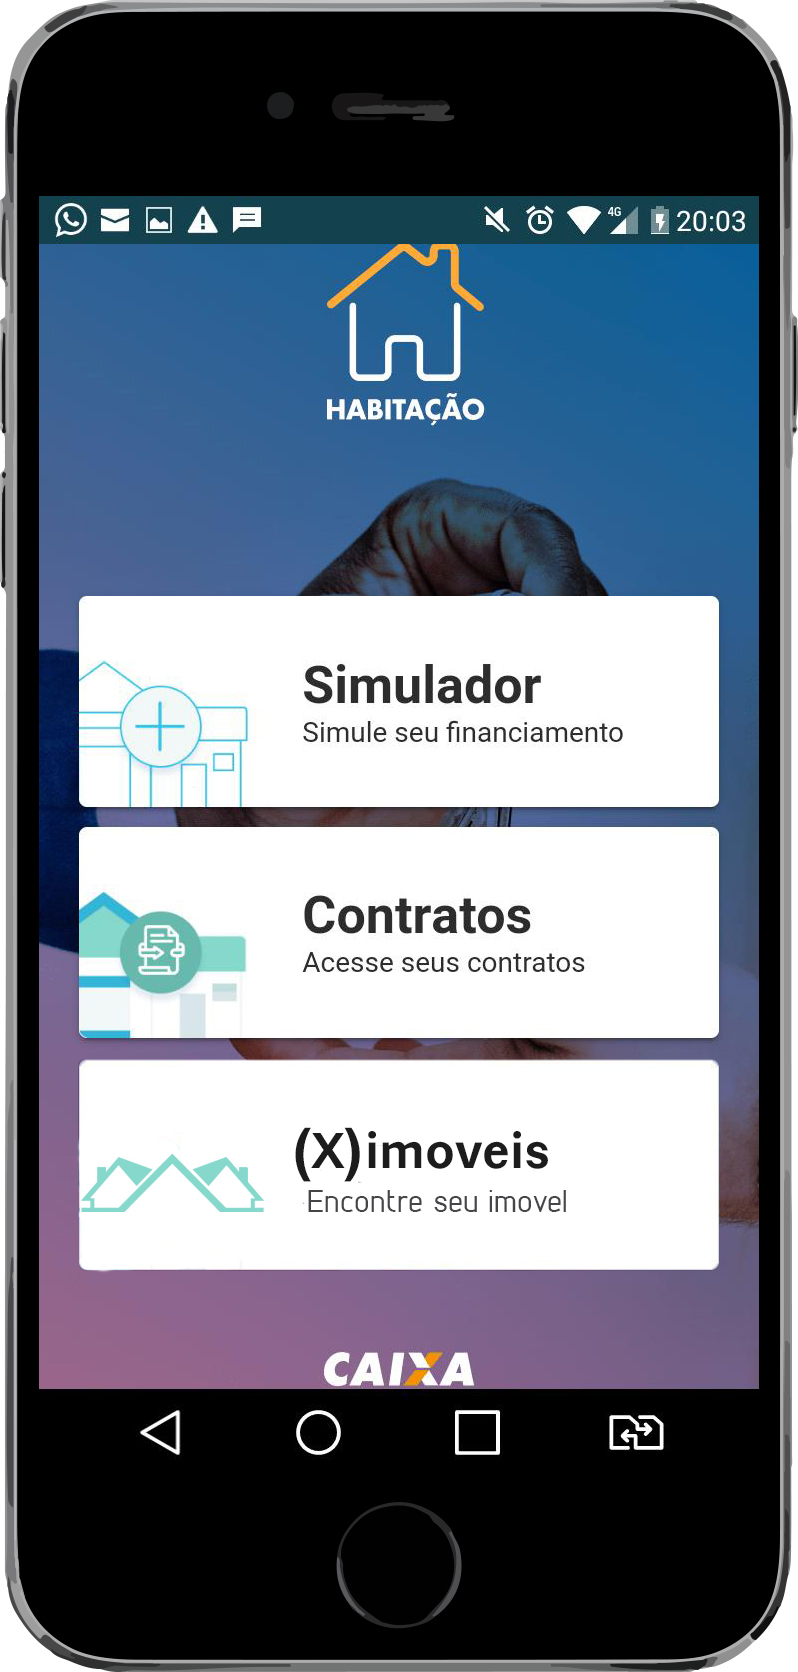 4G 20:03
HABITAÇÃO
Simulador
Simule seu financiamento
Contratos
Acesse seus contratos
(X)imoveis
Encontre seu imovel
CAIXA